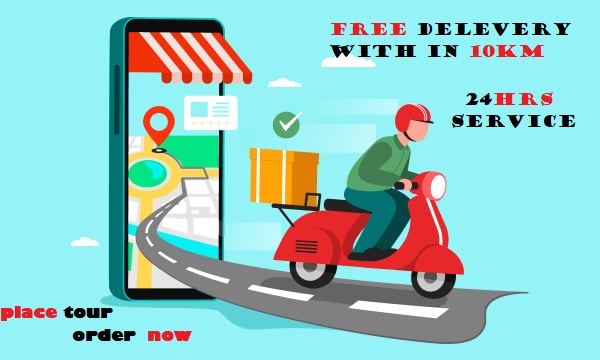 FREE DELEVERY
WITH IN 10KM
24HRS
SERVICE
place tour
order now